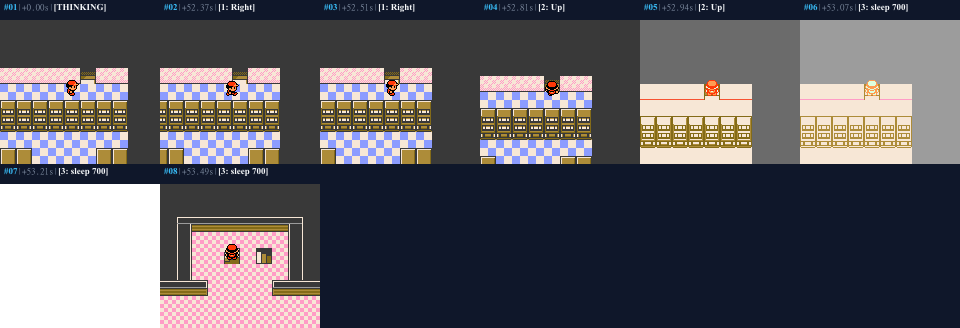 #01|+0.00s|[THINKING]
#02|+52.37s|[1: Right]
#03|+52.51s|[1: Right]
#04|+52.81s|[2: Up]
#05|+52.94s|[2: Up]
#06|+53.07s|[3: sleep 700]
#07|+53.21s|[3: sleep 700]
#08|+53.49s|[3: sleep 700]